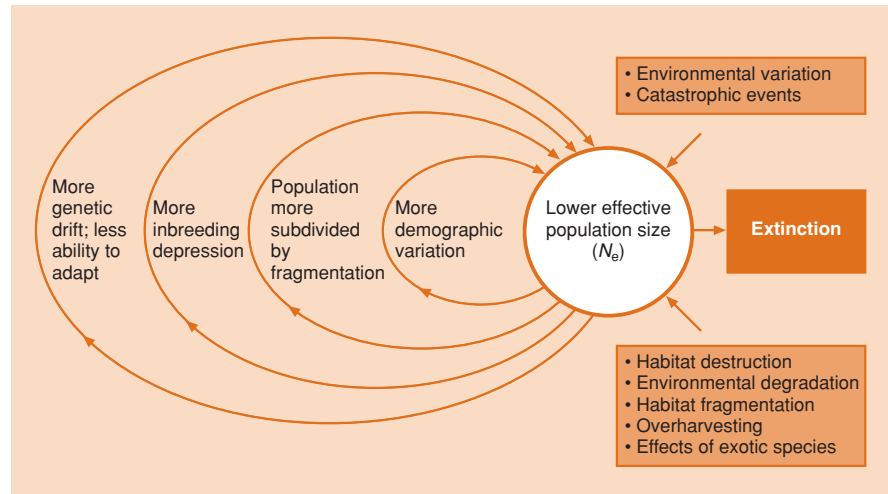 • Environmental variation
• Catastrophic events
More
genetic
drift; less
ability to
adapt
More
inbreeding
depression
Population
more
subdivided
by
fragmentation
More
demographic
variation
Lower effective
population size
(Ne)
Extinction
• Habitat destruction
• Environmental degradation
• Habitat fragmentation
• Overharvesting
• Effects of exotic species